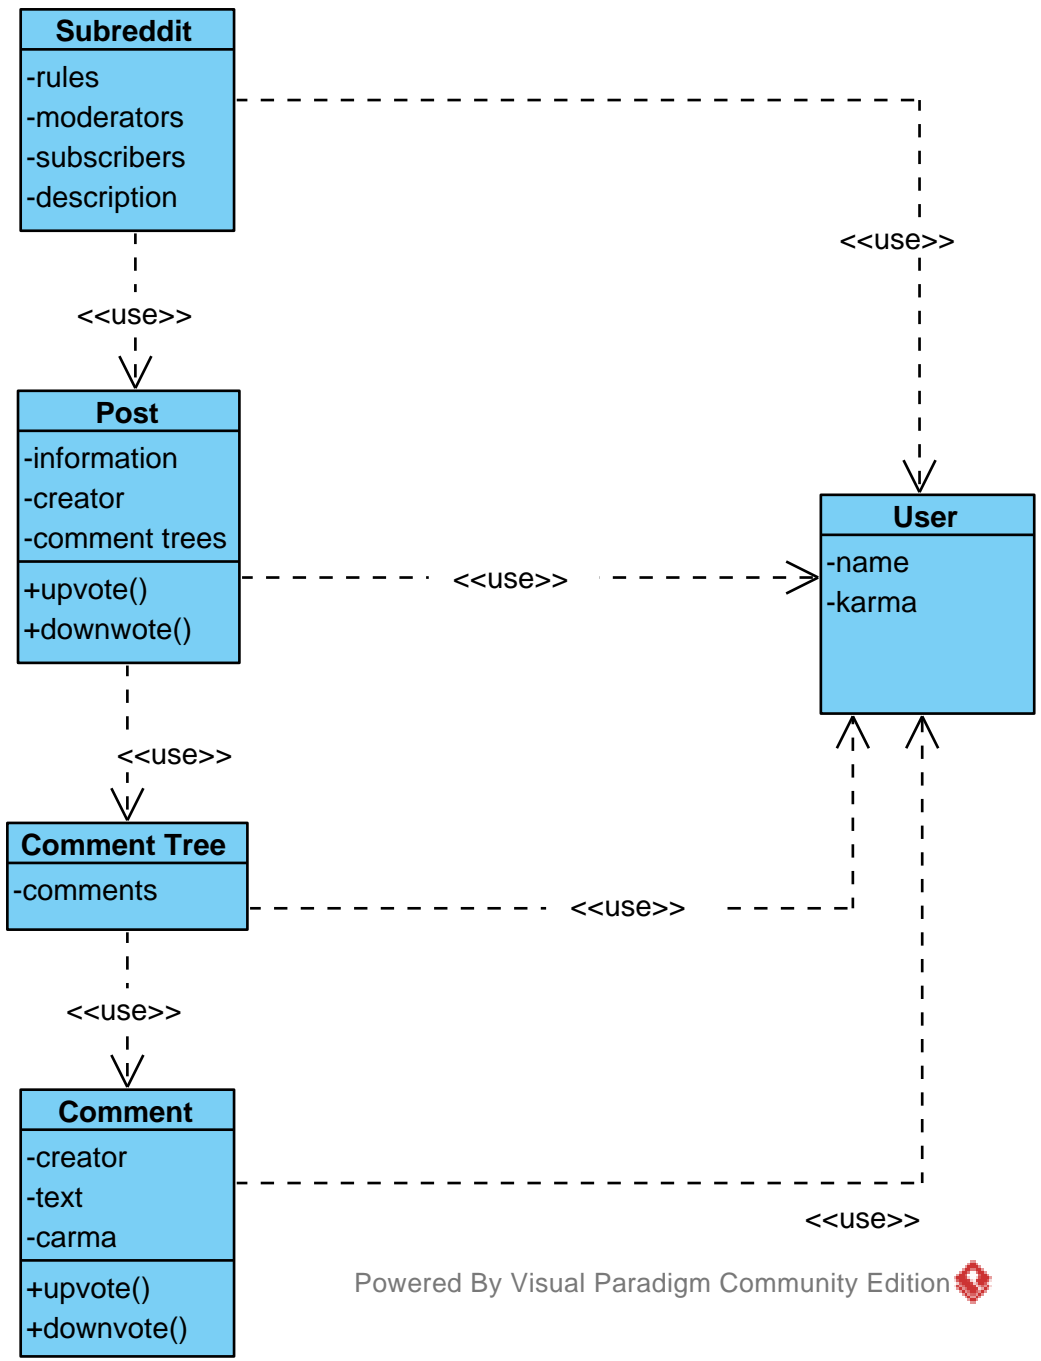 Subreddit
-rules
-moderators
-subscribers
-description
<<use>>
<<use>>
Post
-information
-creator
-comment trees
+upvote()
+downwote()
<<use>>
User
-name
-karma
<<use>>
Comment Tree
-comments
<<use>>
<<use>>
Comment
-creator
-text
-carma
+upvote()
+downvote()
<<use>>
Powered By Visual Paradigm Community Edition